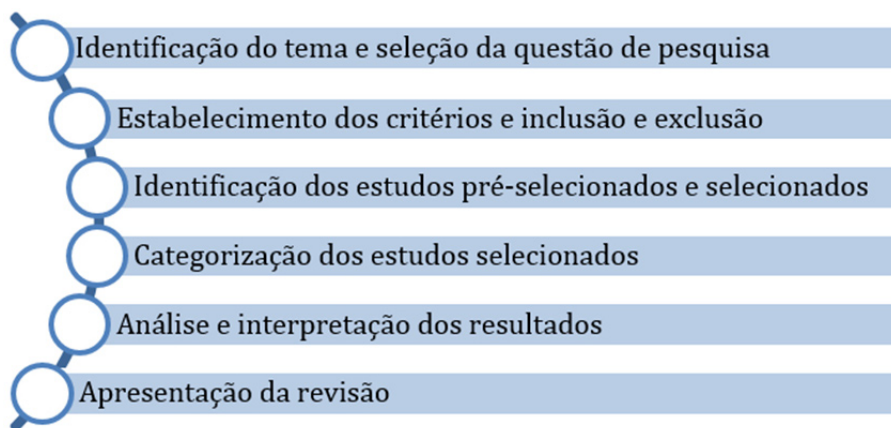 Identificação do tema e seleção da questão de pesquisa
Estabelecimento dos critérios e inclusão e exclusão
Identificação dos estudos pré-selecionados e selecionados
Categorização dos estudos selecionados
Análise e interpretação dos resultados
Apresentação da revisão